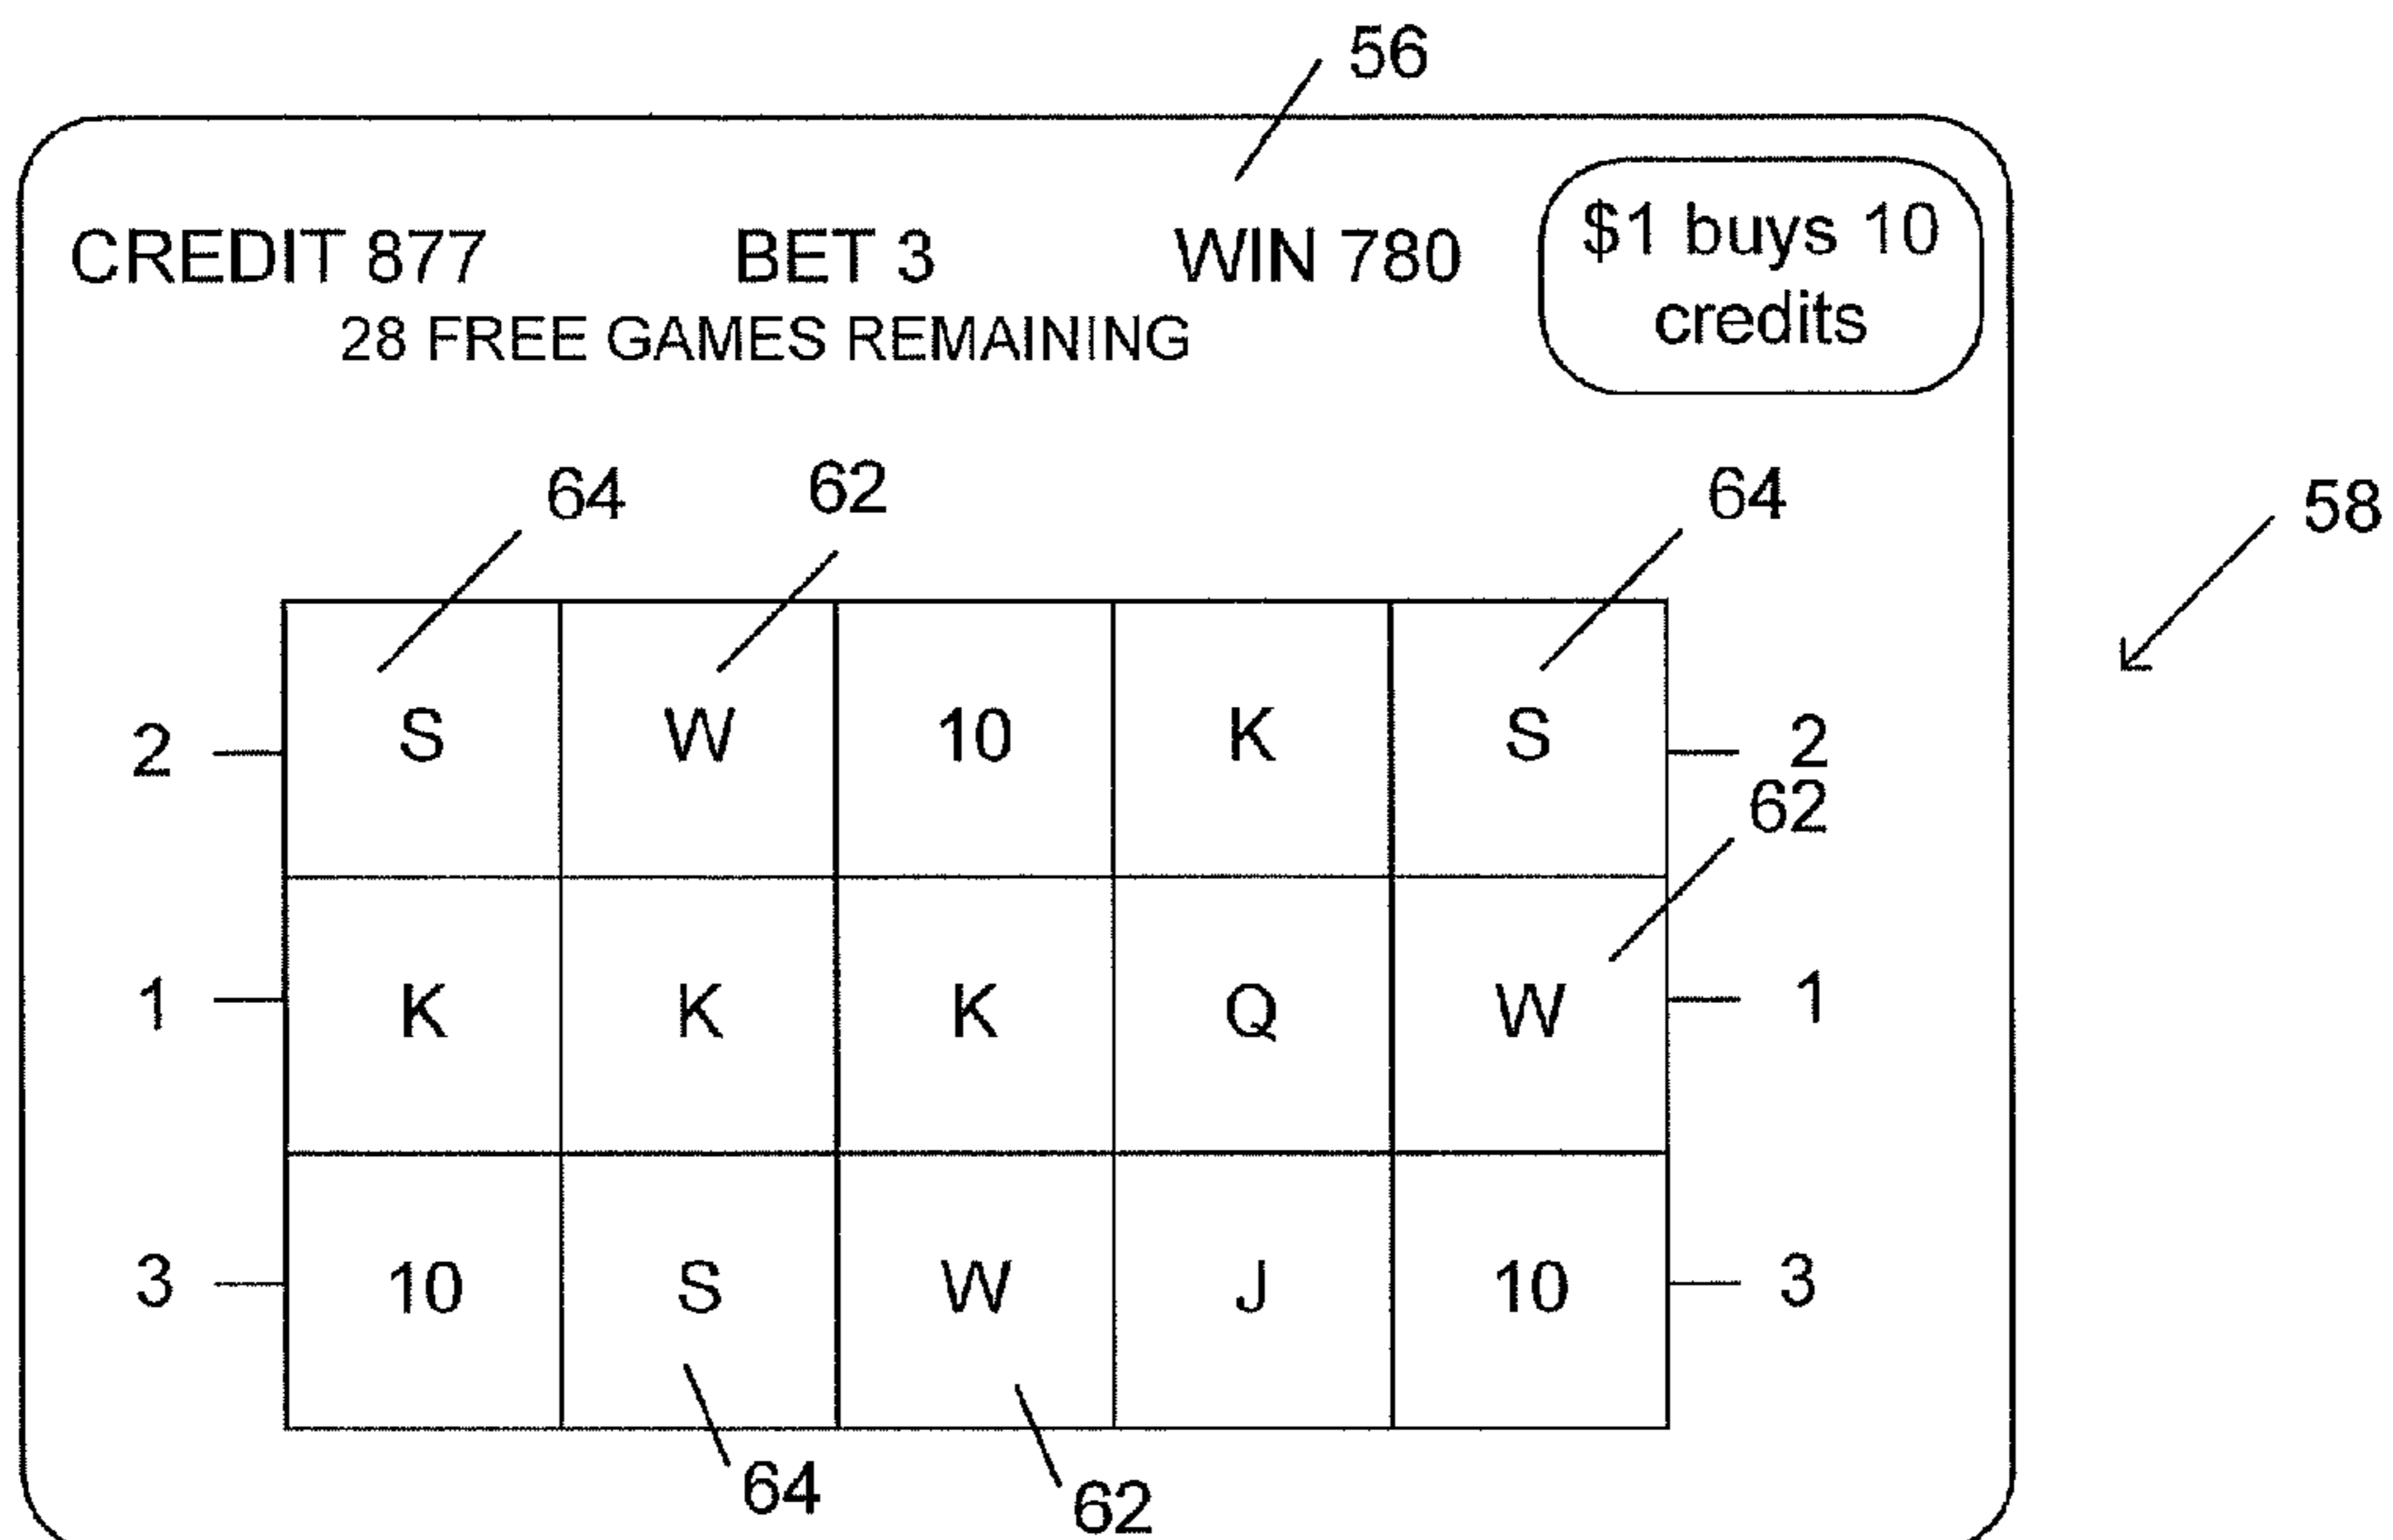 56
$1 buys 10
credits
CREDIT 877 BET 3 WIN 780
28 FREE GAMES REMAINING
64 62 64 58
2 S W 10 K S 2
62
1 K K K Q W 1
3 10 S W J 10 3
64 62